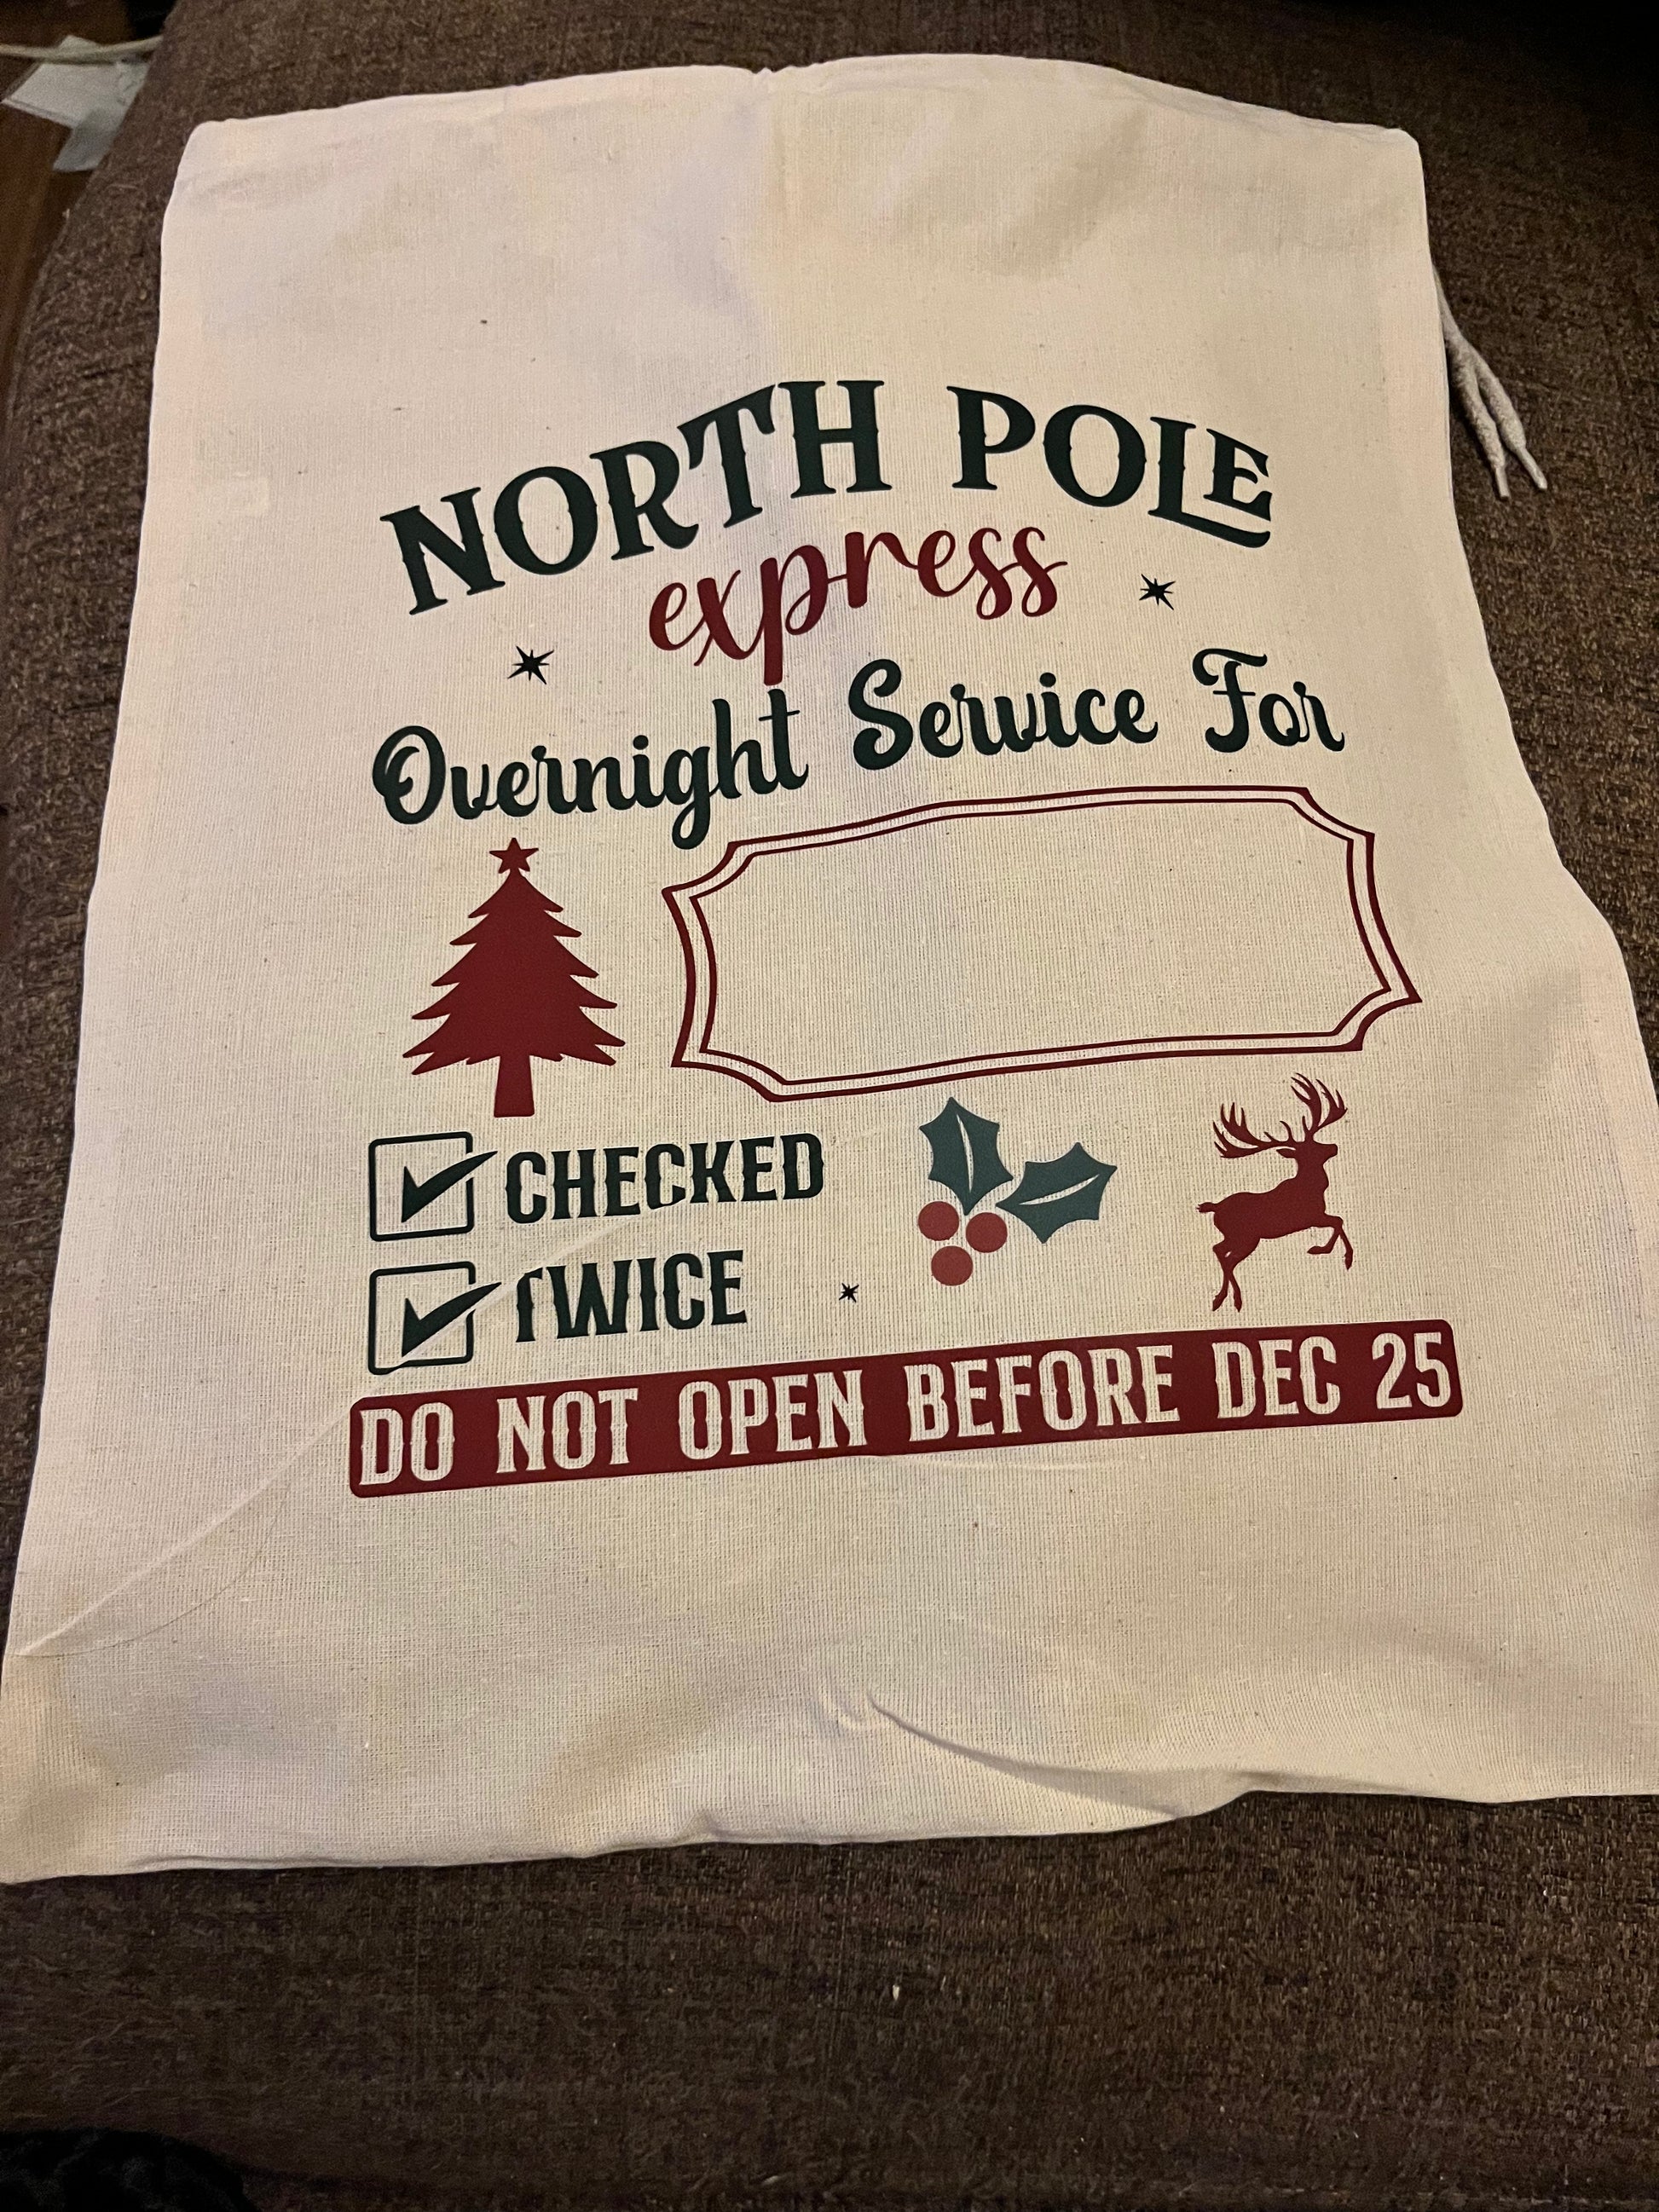 NORTH POLE
express
Overnight Service For
CHECKED
TWICE
DO NOT OPEN BEFORE DEC 25